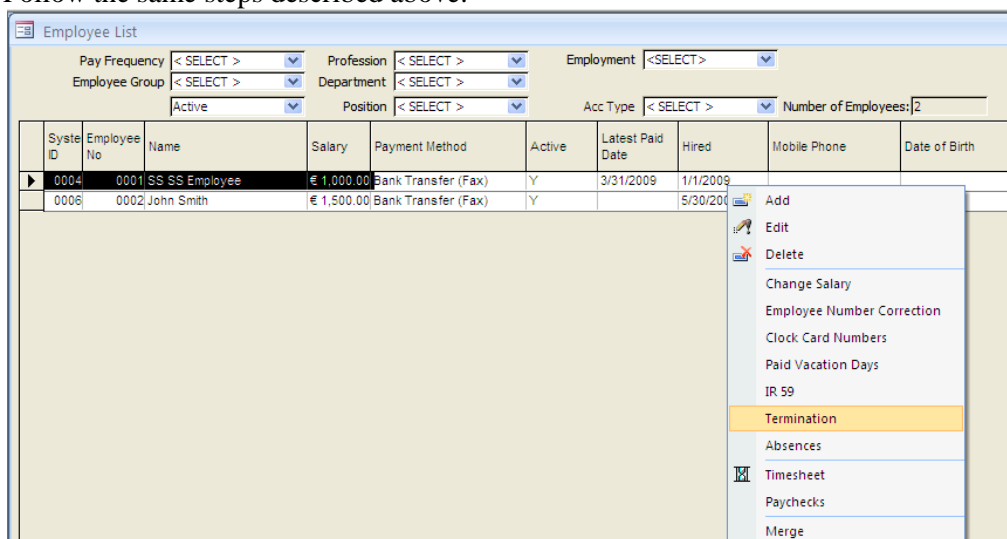 Follow the same steps described above.
Employee List
Pay Frequency < SELECT > Profession < SELECT > Employment <SELECT>
Employee Group < SELECT > Department < SELECT >
Active Position < SELECT > Acc Type < SELECT > Number of Employees: 2
Syste ID Employee No Name Salary Payment Method Active Latest Paid Date Hired Mobile Phone Date of Birth
0004 0001 SS SS Employee € 1,000.00 Bank Transfer (Fax) Y 3/31/2009 1/1/2009
0006 0002 John Smith € 1,500.00 Bank Transfer (Fax) Y 5/30/200
Add
Edit
Delete
Change Salary
Employee Number Correction
Clock Card Numbers
Paid Vacation Days
IR 59
Termination
Absences
Timesheet
Paychecks
Merge